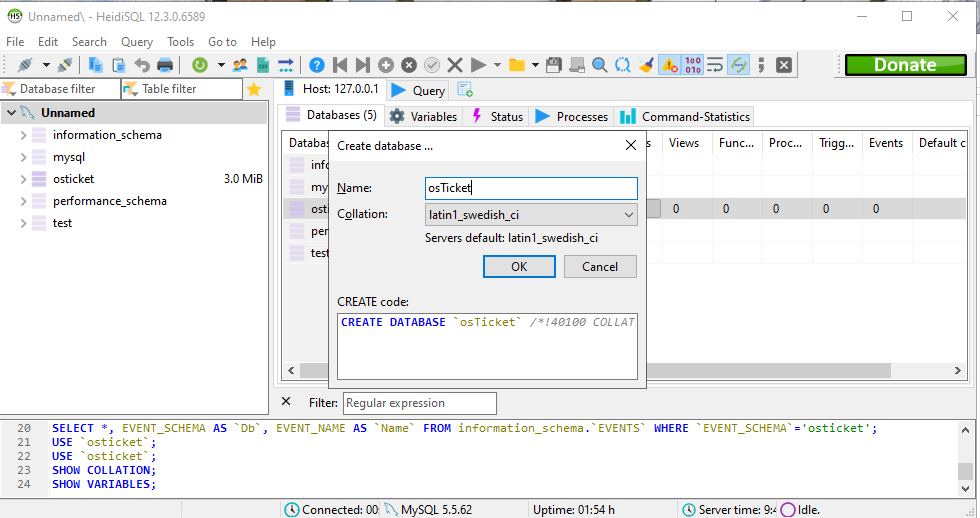 Unnamed\ - HeidiSQL 12.3.0.6589
File Edit Search Query Tools Go to Help
Donate
Database filter Table filter
Host: 127.0.0.1 Query
Unnamed
Databases (5) Variables Status Processes Command-Statistics
information_schema
mysql
osticket 3.0 MiB
performance_schema
test
Databas s Views Func... Proc... Trigg... Events Default c
info
my
osti 0 0 0 0 0
per
test
Create database ...
Name: osTicket
Collation: latin1_swedish_ci
Servers default: latin1_swedish_ci
OK Cancel
CREATE code:
CREATE DATABASE `osTicket` /*!40100 COLLAT
Filter: Regular expression
20 SELECT *, EVENT_SCHEMA AS `Db`, EVENT_NAME AS `Name` FROM information_schema.`EVENTS` WHERE `EVENT_SCHEMA`='osticket';
21 USE `osticket`;
22 USE `osticket`;
23 SHOW COLLATION;
24 SHOW VARIABLES;
Connected: 00: MySQL 5.5.62 Uptime: 01:54 h Server time: 9:4 Idle.